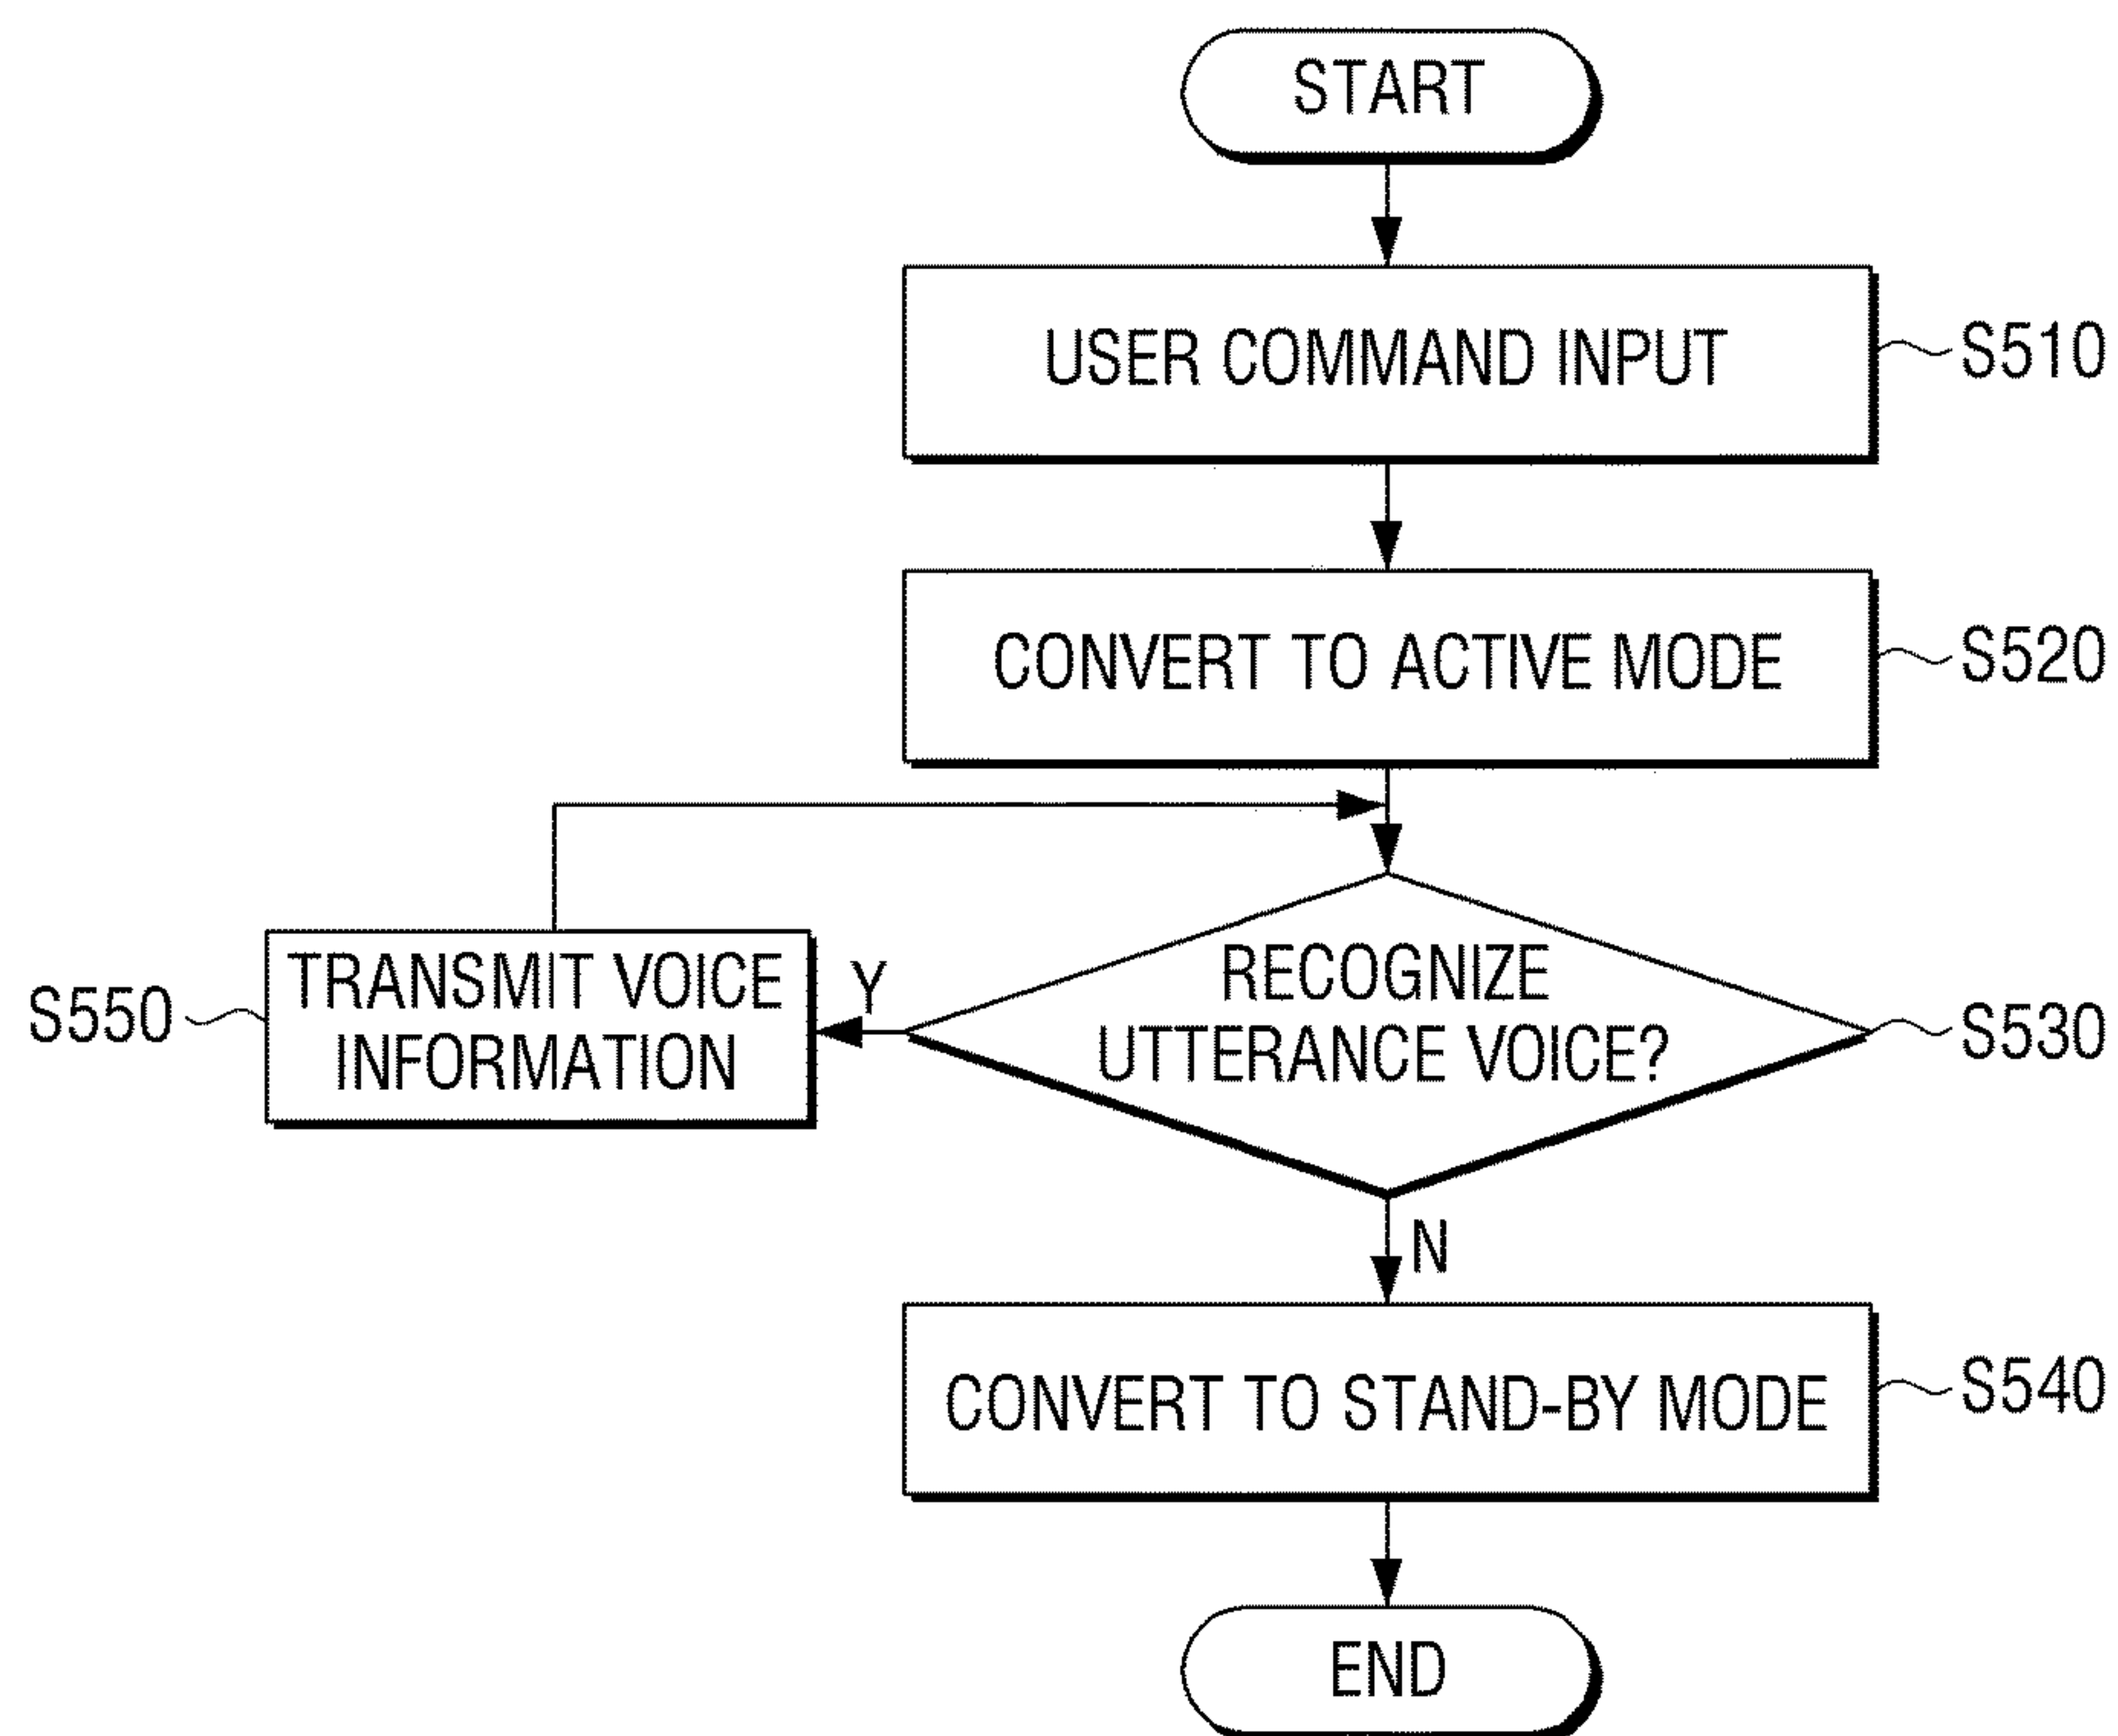 START
USER COMMAND INPUT
S510
CONVERT TO ACTIVE MODE
S520
RECOGNIZE
UTTERANCE VOICE?
S530
Y
TRANSMIT VOICE
INFORMATION
S550
N
CONVERT TO STAND-BY MODE
S540
END